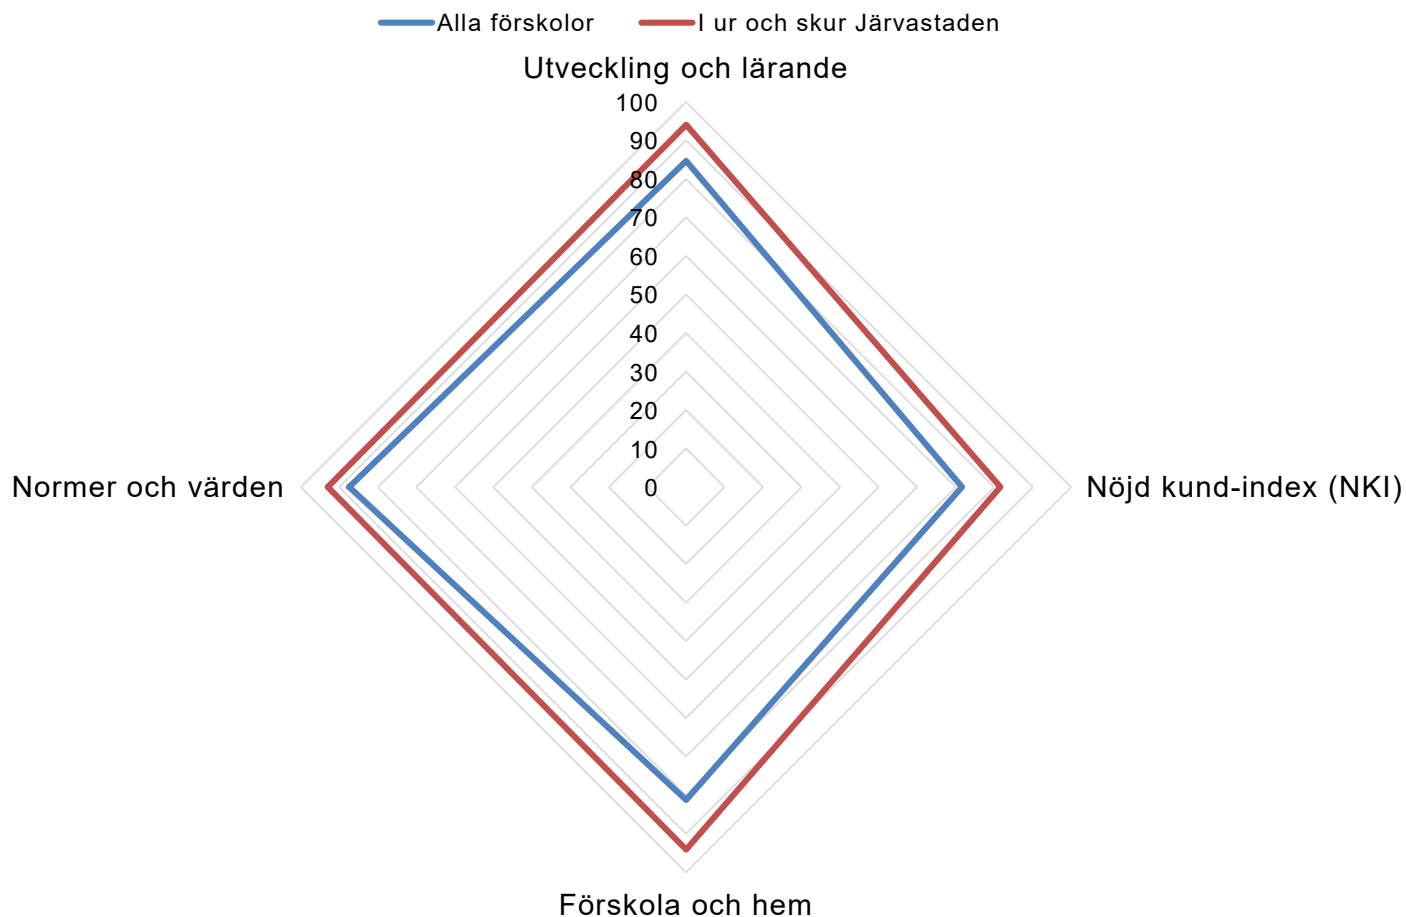 Alla förskolor
I ur och skur Järvastaden
Utveckling och lärande
100
90
80
70
60
50
40
30
20
10
0
Normer och värden
Nöjd kund-index (NKI)
Förskola och hem